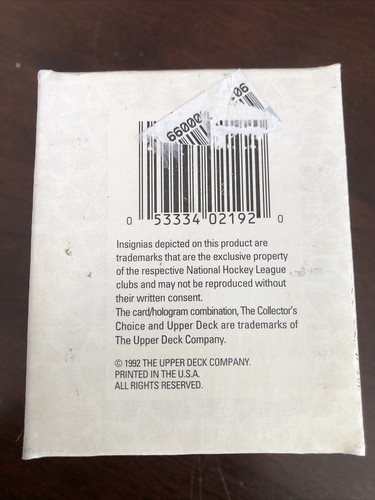 66000
90
0 53334 02192 0
Insignias depicted on this product are
trademarks that are the exclusive property
of the respective National Hockey League
clubs and may not be reproduced without
their written consent.
The card/hologram combination, The Collector's
Choice and Upper Deck are trademarks of
The Upper Deck Company.
© 1992 THE UPPER DECK COMPANY.
PRINTED IN THE U.S.A.
ALL RIGHTS RESERVED.